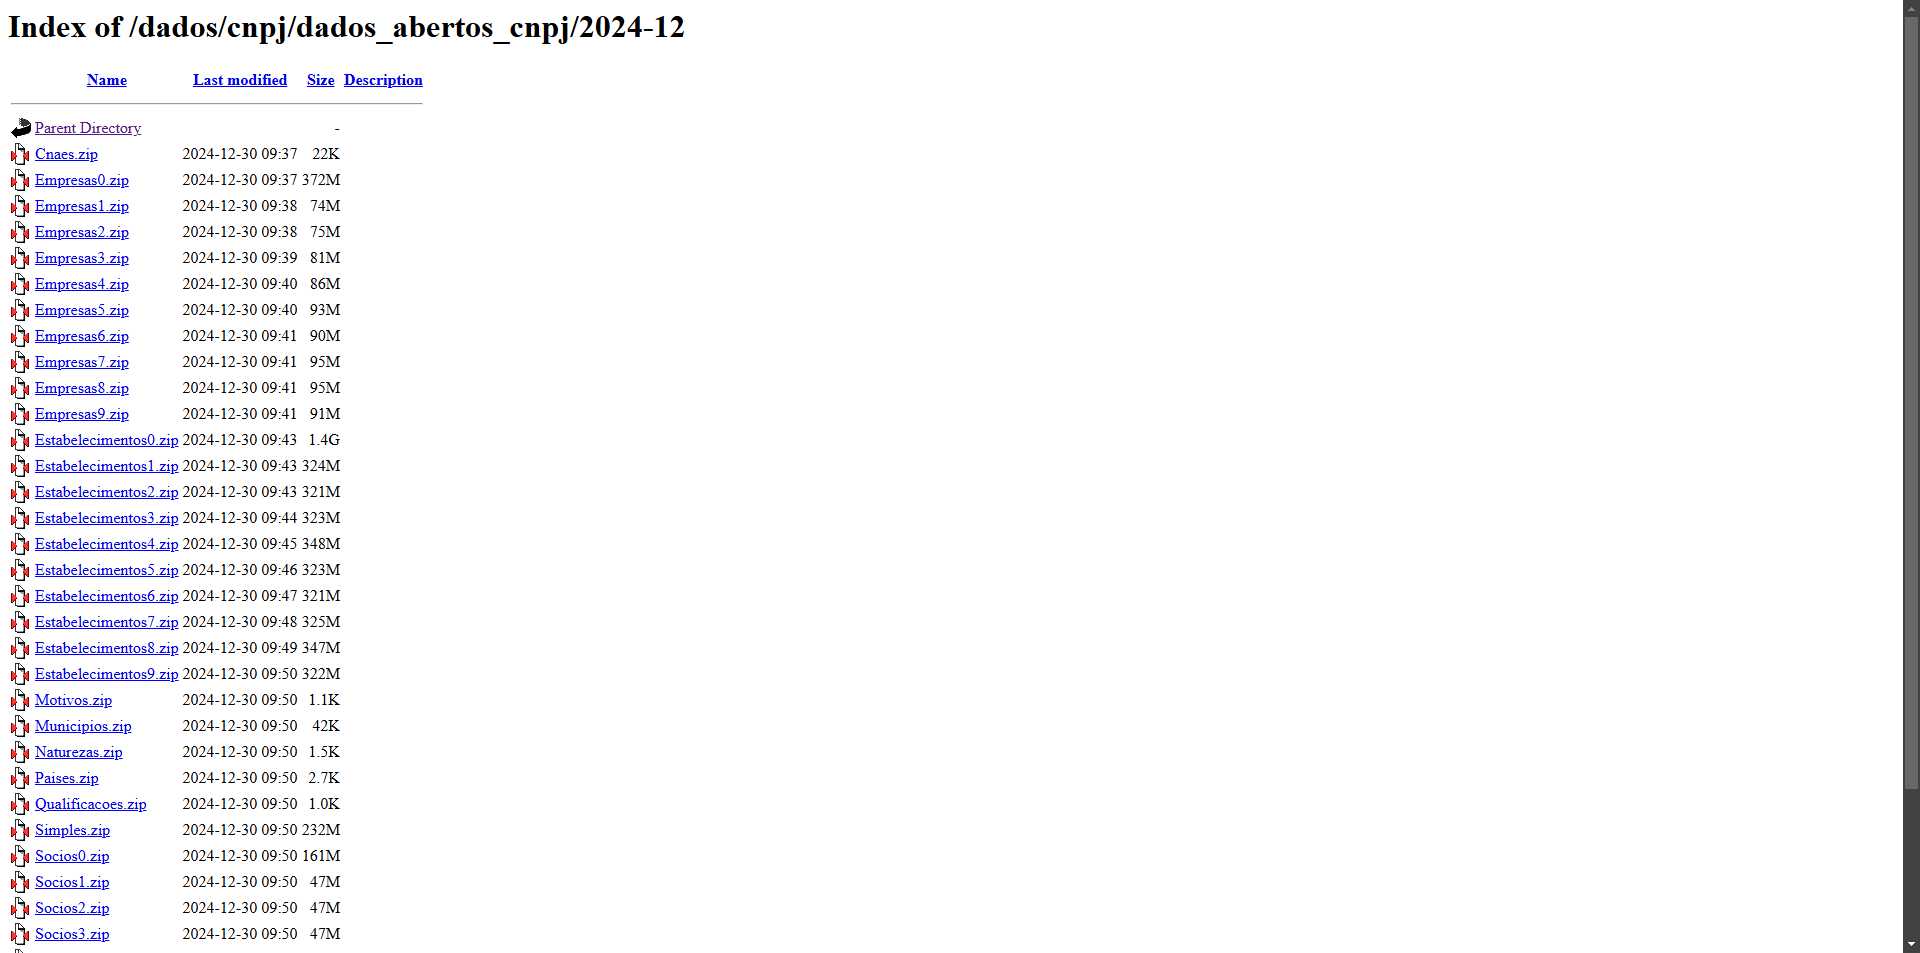 Index of /dados/cnpj/dados_abertos_cnpj/2024-12
Name Last modified Size Description
Parent Directory -
Cnaes.zip 2024-12-30 09:37 22K
Empresas0.zip 2024-12-30 09:37 372M
Empresas1.zip 2024-12-30 09:38 74M
Empresas2.zip 2024-12-30 09:38 75M
Empresas3.zip 2024-12-30 09:39 81M
Empresas4.zip 2024-12-30 09:40 86M
Empresas5.zip 2024-12-30 09:40 93M
Empresas6.zip 2024-12-30 09:41 90M
Empresas7.zip 2024-12-30 09:41 95M
Empresas8.zip 2024-12-30 09:41 95M
Empresas9.zip 2024-12-30 09:41 91M
Estabelecimentos0.zip 2024-12-30 09:43 1.4G
Estabelecimentos1.zip 2024-12-30 09:43 324M
Estabelecimentos2.zip 2024-12-30 09:43 321M
Estabelecimentos3.zip 2024-12-30 09:44 323M
Estabelecimentos4.zip 2024-12-30 09:45 348M
Estabelecimentos5.zip 2024-12-30 09:46 323M
Estabelecimentos6.zip 2024-12-30 09:47 321M
Estabelecimentos7.zip 2024-12-30 09:48 325M
Estabelecimentos8.zip 2024-12-30 09:49 347M
Estabelecimentos9.zip 2024-12-30 09:50 322M
Motivos.zip 2024-12-30 09:50 1.1K
Municipios.zip 2024-12-30 09:50 42K
Naturezas.zip 2024-12-30 09:50 1.5K
Paises.zip 2024-12-30 09:50 2.7K
Qualificacoes.zip 2024-12-30 09:50 1.0K
Simples.zip 2024-12-30 09:50 232M
Socios0.zip 2024-12-30 09:50 161M
Socios1.zip 2024-12-30 09:50 47M
Socios2.zip 2024-12-30 09:50 47M
Socios3.zip 2024-12-30 09:50 47M